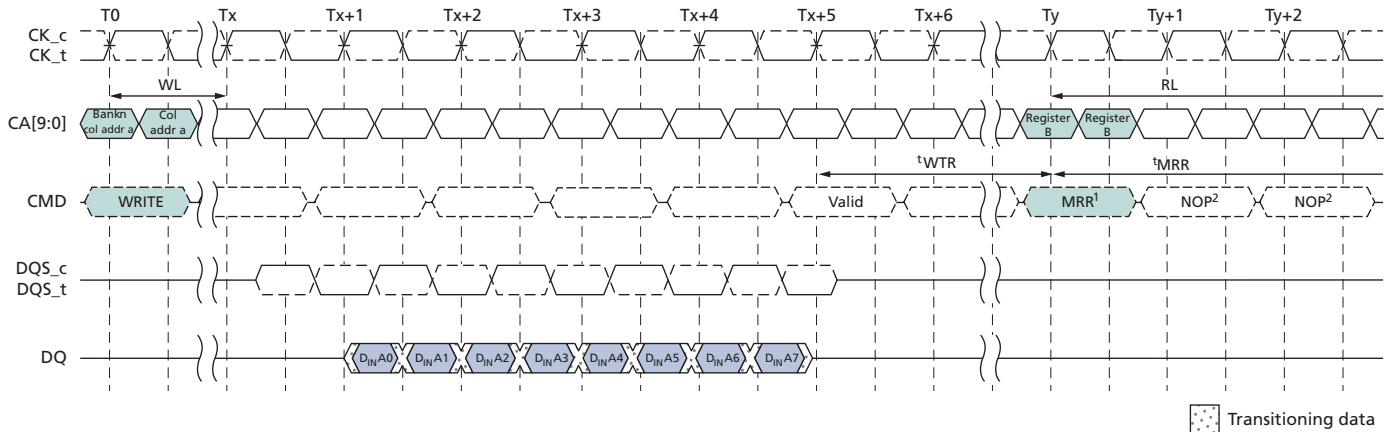 T0 Tx Tx+1 Tx+2 Tx+3 Tx+4 Tx+5 Tx+6 Ty Ty+1 Ty+2
CK_c
CK_t
WL RL
CA[9:0] Bankn col addr a Col addr a Register B Register B
tWTR tMRR
CMD WRITE Valid MRR1 NOP2 NOP2
DQS_c
DQS_t
DQ DINA0 DINA1 DINA2 DINA3 DINA4 DINA5 DINA6 DINA7
Transitioning data